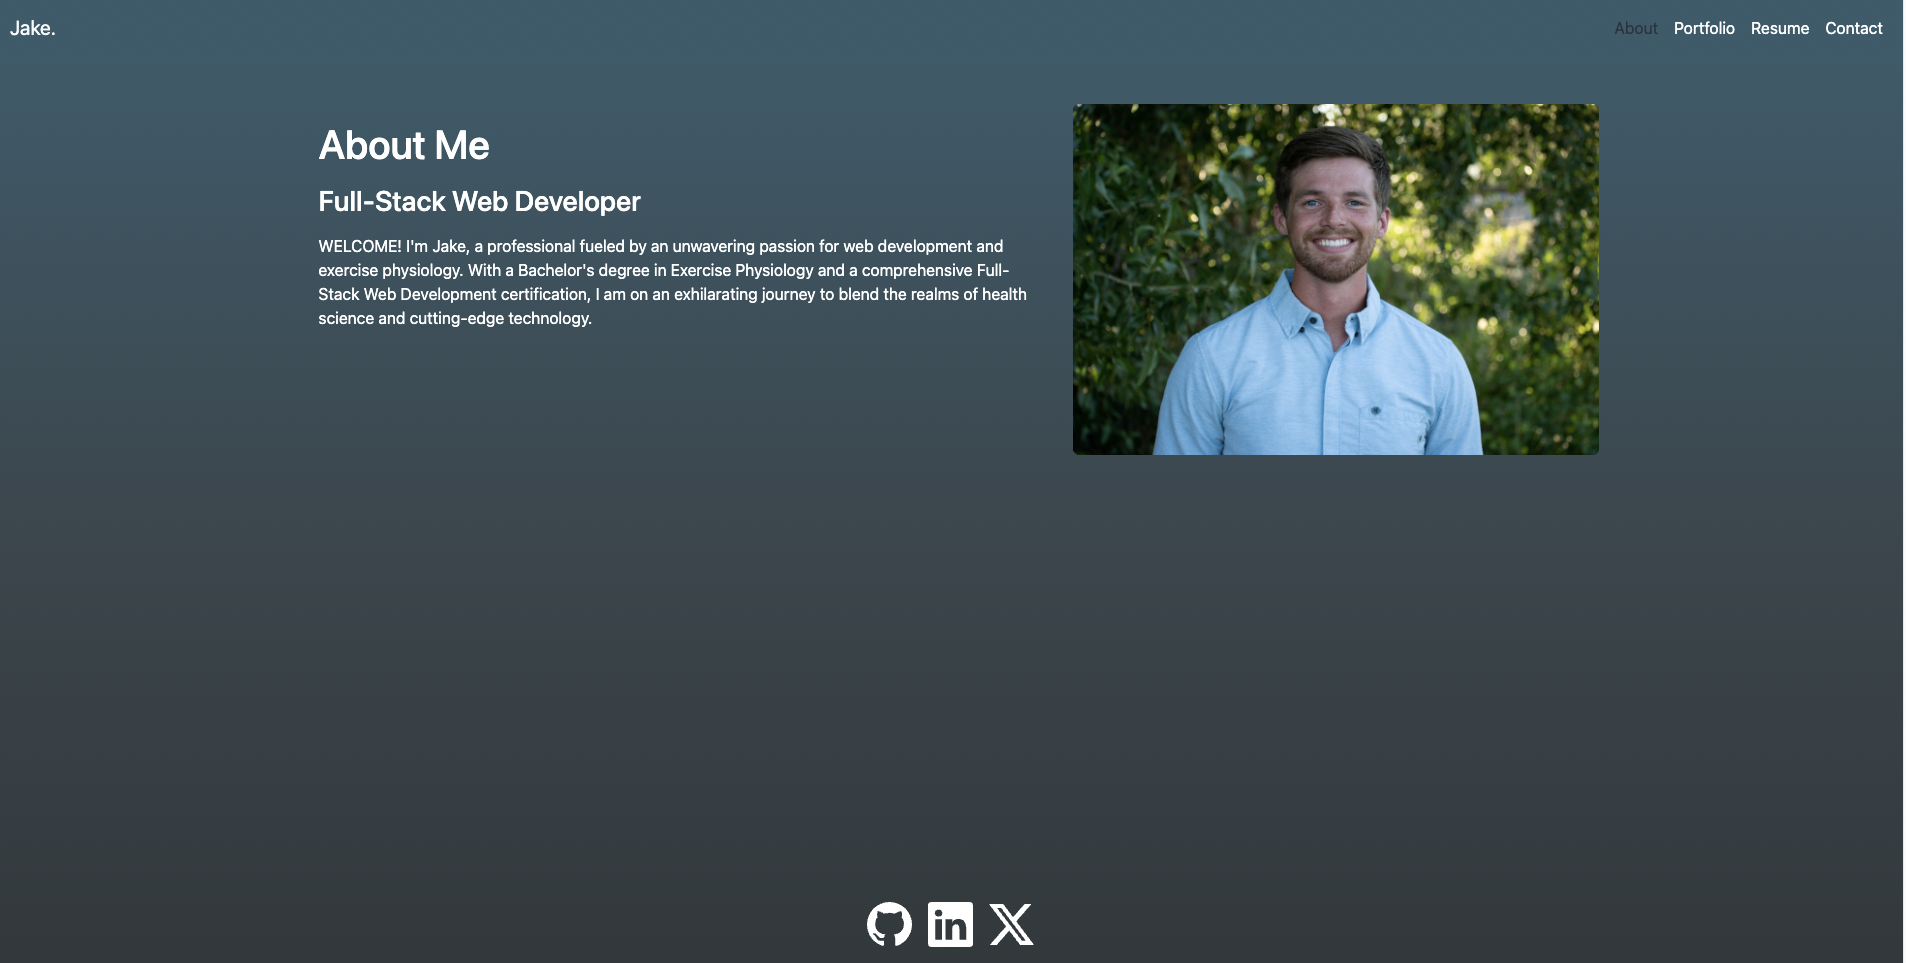 Jake.
About Portfolio Resume Contact
About Me
Full-Stack Web Developer
WELCOME! I'm Jake, a professional fueled by an unwavering passion for web development and
exercise physiology. With a Bachelor's degree in Exercise Physiology and a comprehensive Full-
Stack Web Development certification, I am on an exhilarating journey to blend the realms of health
science and cutting-edge technology.
in